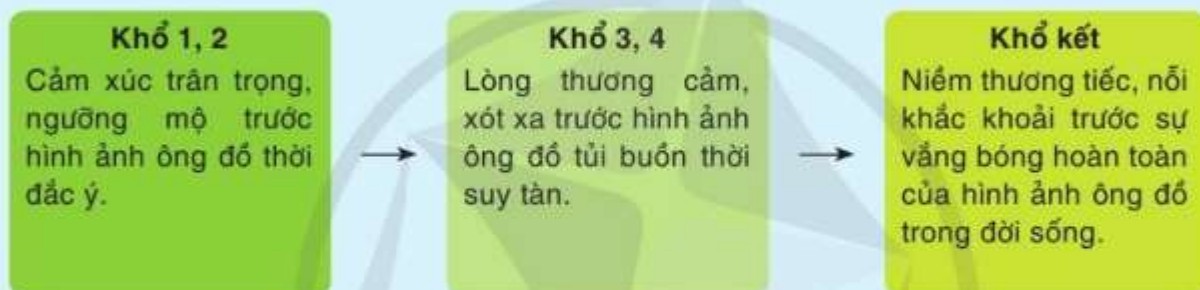 Khổ 1, 2
Cảm xúc trân trọng,
ngưỡng mộ trước
hình ảnh ông đồ thời
đắc ý.
Khổ 3, 4
Lòng thương cảm,
xót xa trước hình ảnh
ông đồ tủi buồn thời
suy tàn.
Khổ kết
Niềm thương tiếc, nỗi
khắc khoải trước sự
vắng bóng hoàn toàn
của hình ảnh ông đồ
trong đời sống.